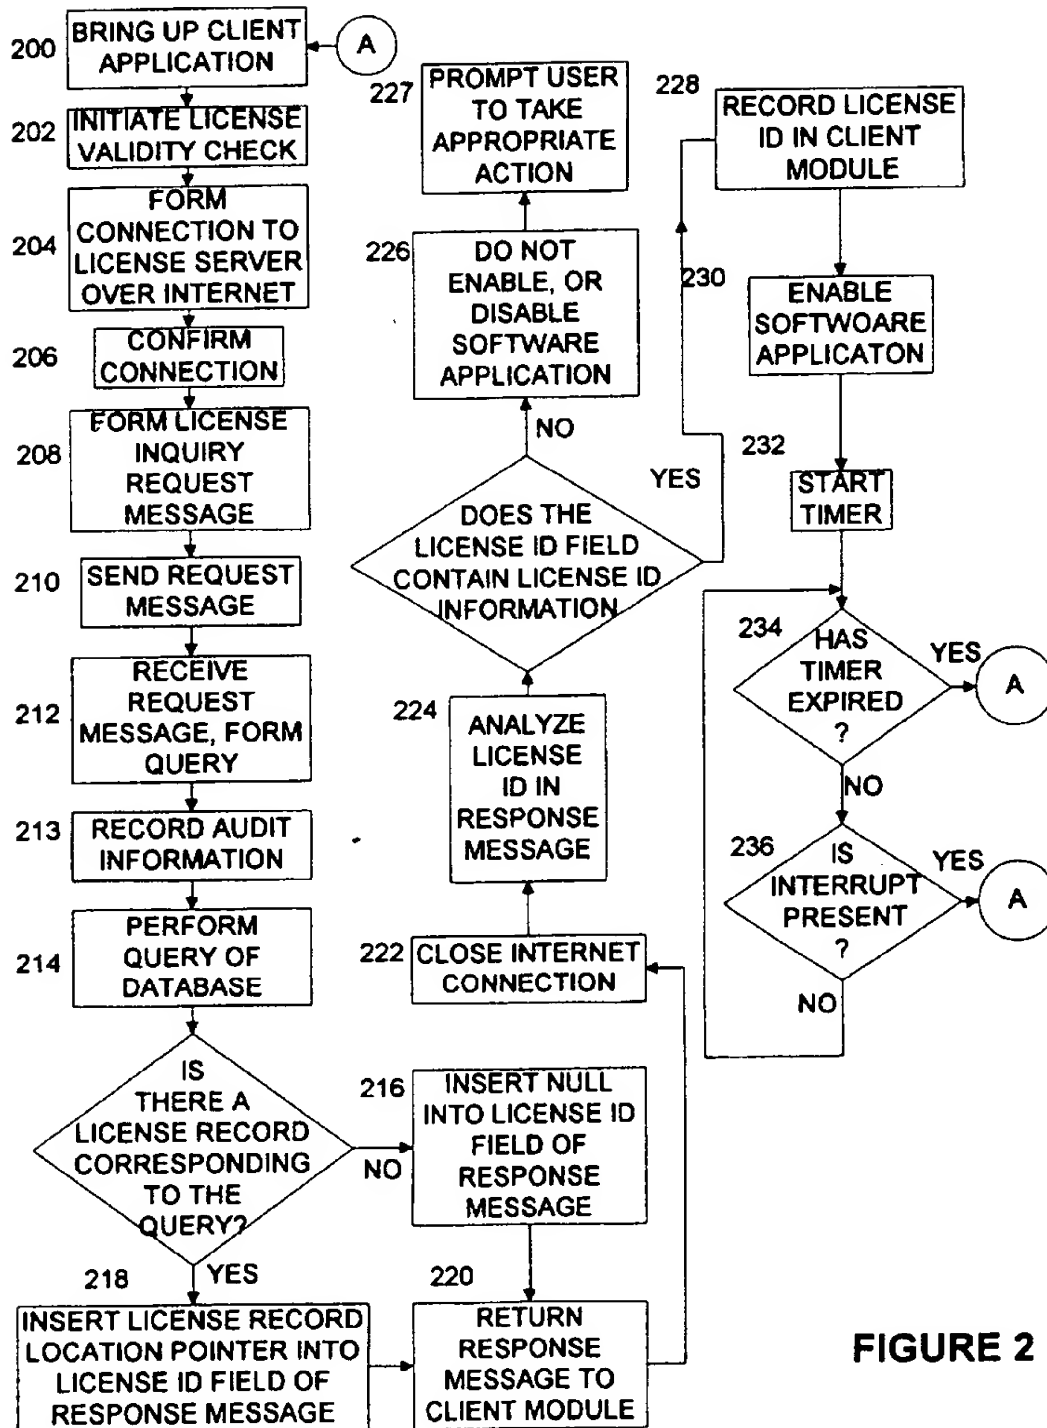 200
BRING UP CLIENT
APPLICATION
A
202
INITIATE LICENSE
VALIDITY CHECK
204
FORM
CONNECTION TO
LICENSE SERVER
OVER INTERNET
206
CONFIRM
CONNECTION
208
FORM LICENSE
INQUIRY
REQUEST
MESSAGE
210
SEND REQUEST
MESSAGE
212
RECEIVE
REQUEST
MESSAGE, FORM
QUERY
213
RECORD AUDIT
INFORMATION
214
PERFORM
QUERY OF
DATABASE
IS
THERE A
LICENSE RECORD
CORRESPONDING
TO THE
QUERY?
NO
YES
216
INSERT NULL
INTO LICENSE ID
FIELD OF
RESPONSE
MESSAGE
218
INSERT LICENSE RECORD
LOCATION POINTER INTO
LICENSE ID FIELD OF
RESPONSE MESSAGE
220
RETURN
RESPONSE
MESSAGE TO
CLIENT MODULE
222
CLOSE INTERNET
CONNECTION
224
ANALYZE
LICENSE
ID IN
RESPONSE
MESSAGE
DOES THE
LICENSE ID FIELD
CONTAIN LICENSE ID
INFORMATION
NO
YES
226
DO NOT
ENABLE, OR
DISABLE
SOFTWARE
APPLICATION
227
PROMPT USER
TO TAKE
APPROPRIATE
ACTION
228
RECORD LICENSE
ID IN CLIENT
MODULE
230
ENABLE
SOFTWOARE
APPLICATON
232
START
TIMER
234
HAS
TIMER
EXPIRED
?
YES
A
NO
236
IS
INTERRUPT
PRESENT
?
YES
A
NO
FIGURE 2